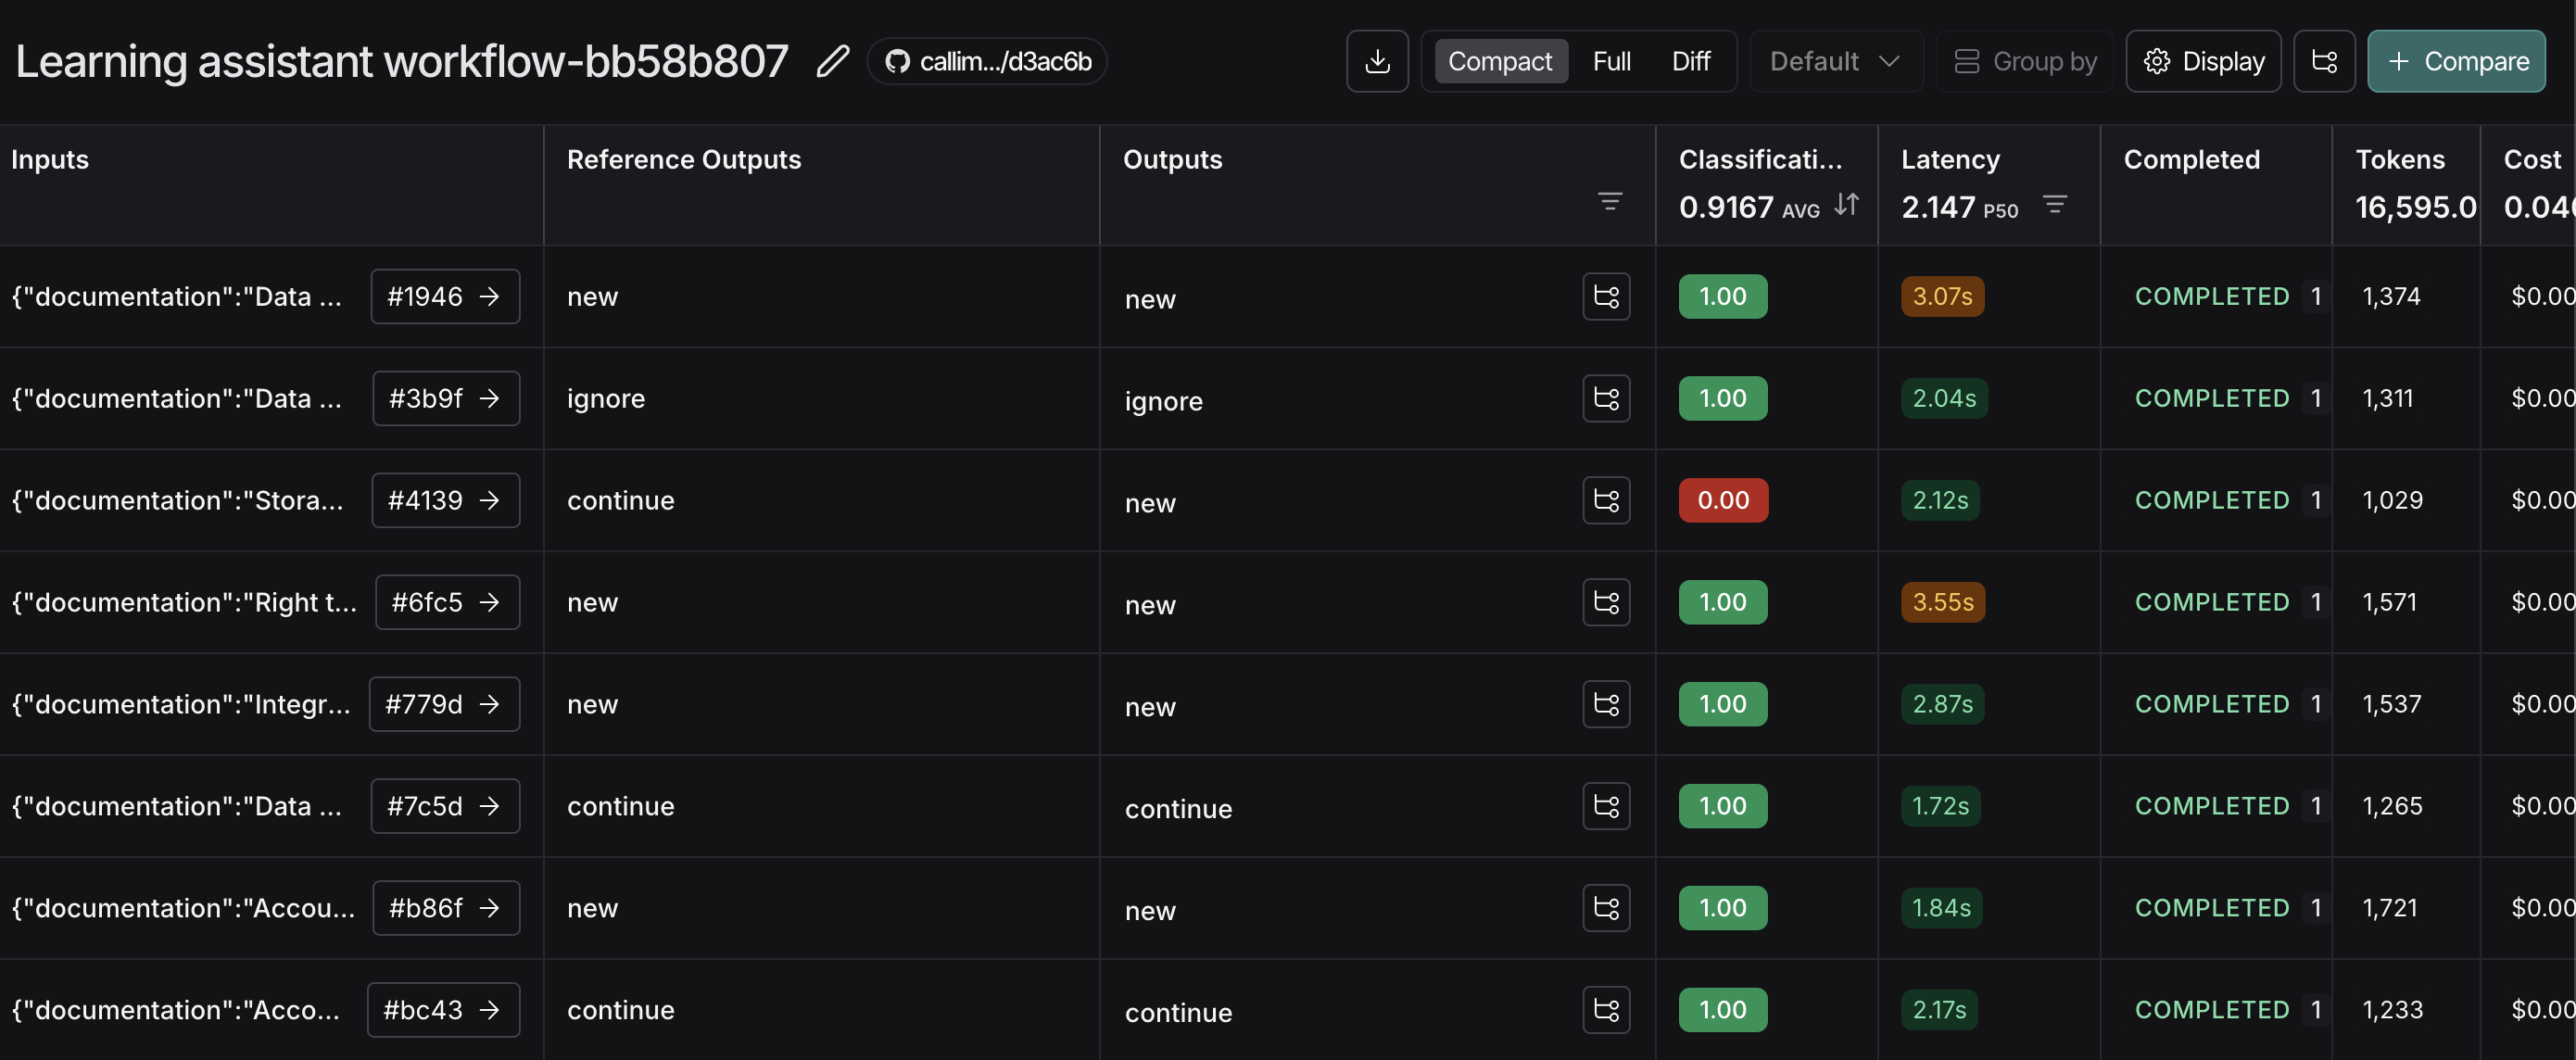 Learning assistant workflow-bb58b807 callim.../d3ac6b Compact Full Diff Default Group by Display + Compare
Inputs Reference Outputs Outputs Classificati... Latency Completed Tokens Cost
0.9167 AVG 2.147 P50 16,595.0 0.04
{"documentation":"Data ... #1946 → new new 1.00 3.07s COMPLETED 1 1,374 $0.00
{"documentation":"Data ... #3b9f → ignore ignore 1.00 2.04s COMPLETED 1 1,311 $0.00
{"documentation":"Stora... #4139 → continue new 0.00 2.12s COMPLETED 1 1,029 $0.00
{"documentation":"Right t... #6fc5 → new new 1.00 3.55s COMPLETED 1 1,571 $0.00
{"documentation":"Integr... #779d → new new 1.00 2.87s COMPLETED 1 1,537 $0.00
{"documentation":"Data ... #7c5d → continue continue 1.00 1.72s COMPLETED 1 1,265 $0.00
{"documentation":"Accou... #b86f → new new 1.00 1.84s COMPLETED 1 1,721 $0.00
{"documentation":"Acco... #bc43 → continue continue 1.00 2.17s COMPLETED 1 1,233 $0.00